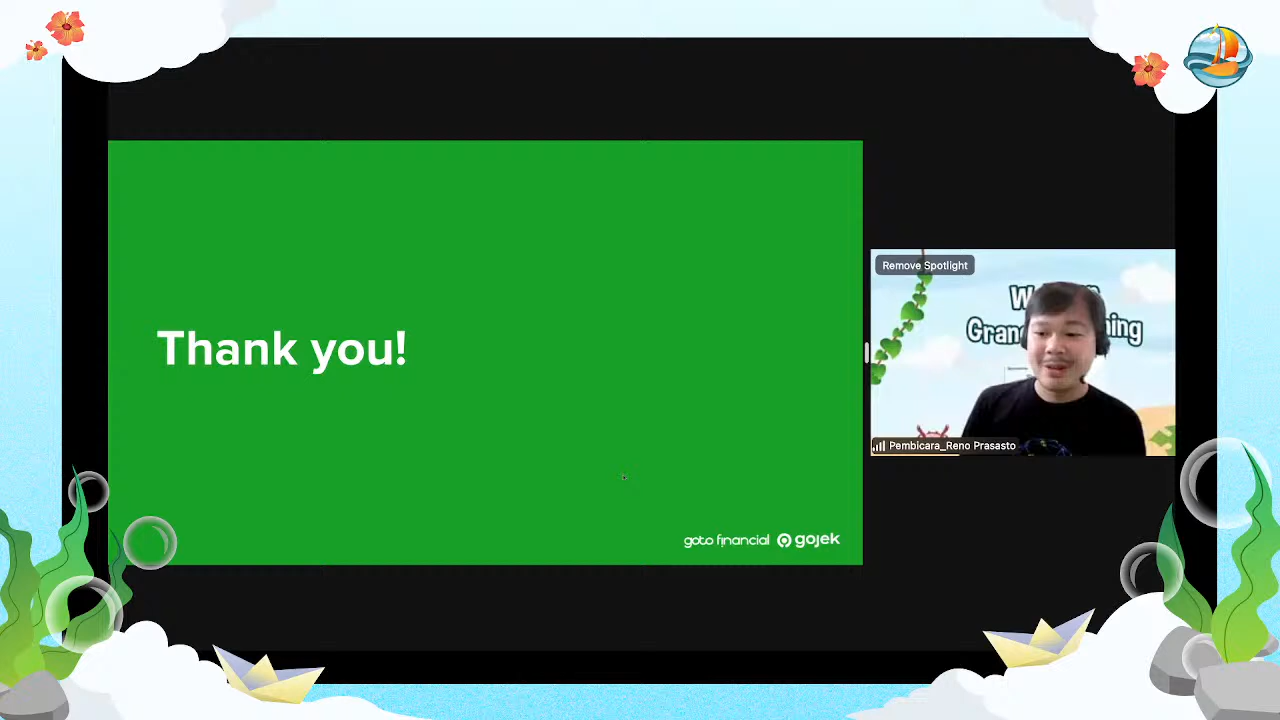 Thank you!
goto financial gojek
Remove Spotlight
Pembicara_Reno Prasasto